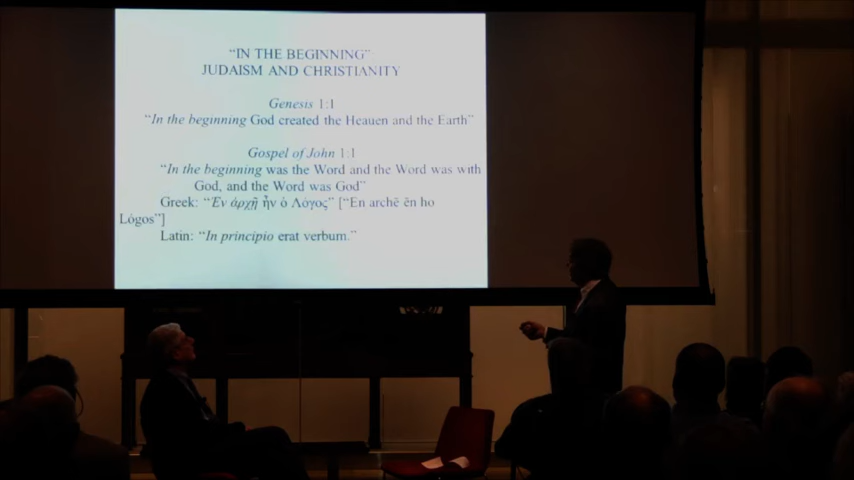 “IN THE BEGINNING”
JUDAISM AND CHRISTIANITY
Genesis 1:1
“In the beginning God created the Heauen and the Earth”
Gospel of John 1:1
“In the beginning was the Word and the Word was with
God, and the Word was God”
Greek: “Ἐν ἀρχῇ ἦν ὁ Λόγος” [“En archē ēn ho
Lógos”]
Latin: “In principio erat verbum.”